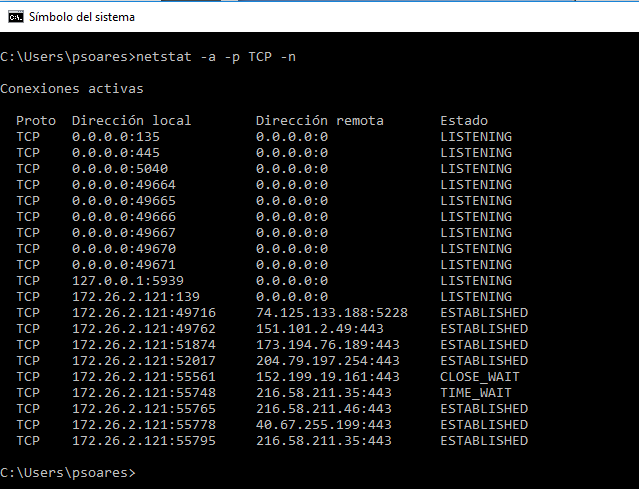 Símbolo del sistema
C:\Users\psoares>netstat -a -p TCP -n
Conexiones activas
Proto Dirección local Dirección remota Estado
TCP 0.0.0.0:135 0.0.0.0:0 LISTENING
TCP 0.0.0.0:445 0.0.0.0:0 LISTENING
TCP 0.0.0.0:5040 0.0.0.0:0 LISTENING
TCP 0.0.0.0:49664 0.0.0.0:0 LISTENING
TCP 0.0.0.0:49665 0.0.0.0:0 LISTENING
TCP 0.0.0.0:49666 0.0.0.0:0 LISTENING
TCP 0.0.0.0:49667 0.0.0.0:0 LISTENING
TCP 0.0.0.0:49670 0.0.0.0:0 LISTENING
TCP 0.0.0.0:49671 0.0.0.0:0 LISTENING
TCP 127.0.0.1:5939 0.0.0.0:0 LISTENING
TCP 172.26.2.121:139 0.0.0.0:0 LISTENING
TCP 172.26.2.121:49716 74.125.133.188:5228 ESTABLISHED
TCP 172.26.2.121:49762 151.101.2.49:443 ESTABLISHED
TCP 172.26.2.121:51874 173.194.76.189:443 ESTABLISHED
TCP 172.26.2.121:52017 204.79.197.254:443 ESTABLISHED
TCP 172.26.2.121:55561 152.199.19.161:443 CLOSE_WAIT
TCP 172.26.2.121:55748 216.58.211.35:443 TIME_WAIT
TCP 172.26.2.121:55765 216.58.211.46:443 ESTABLISHED
TCP 172.26.2.121:55778 40.67.255.199:443 ESTABLISHED
TCP 172.26.2.121:55795 216.58.211.35:443 ESTABLISHED
C:\Users\psoares>